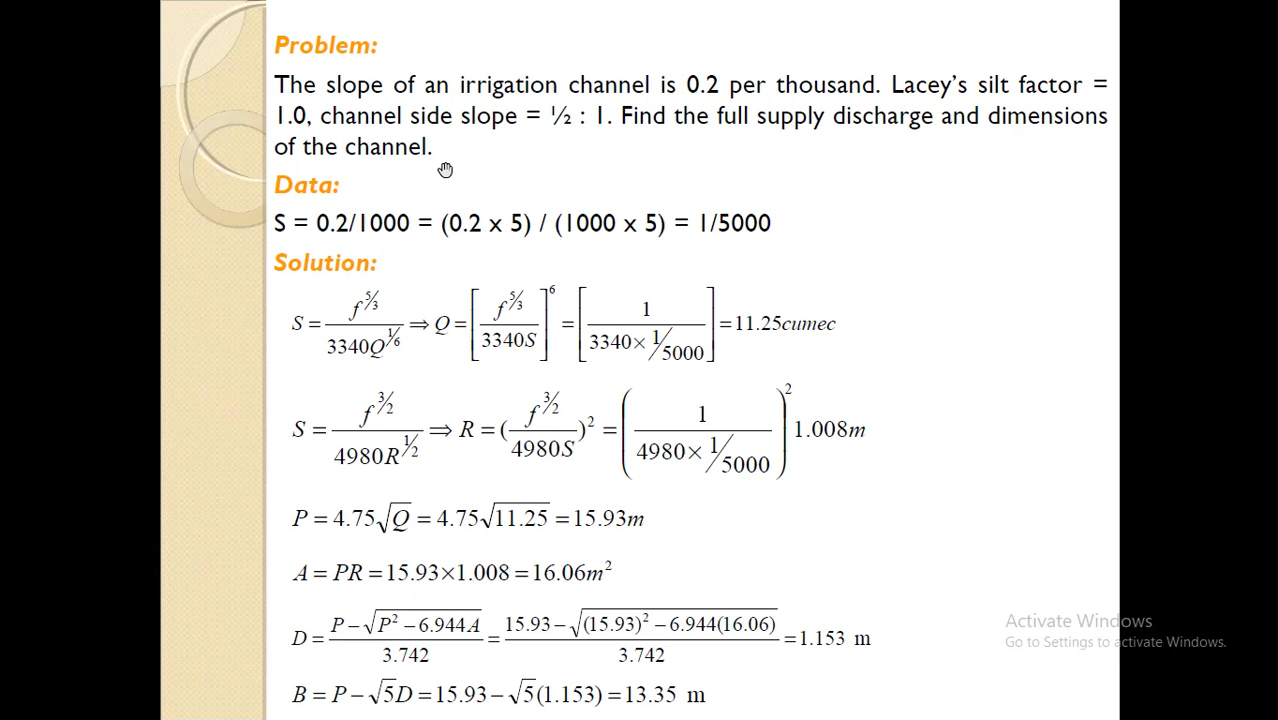 Problem:
The slope of an irrigation channel is 0.2 per thousand. Lacey's silt factor =
1.0, channel side slope = ½ : 1. Find the full supply discharge and dimensions
of the channel.
Data:
S = 0.2/1000 = (0.2 x 5) / (1000 x 5) = 1/5000
Solution:
S = f^(5/3) / 3340Q^(1/6) ⇒ Q = [f^(5/3) / 3340S]^6 = [1 / (3340 × 1/5000)] = 11.25cumec
S = f^(3/2) / 4980R^(1/2) ⇒ R = (f^(3/2) / 4980S)^2 = (1 / (4980 × 1/5000))^2 1.008m
P = 4.75√Q = 4.75√11.25 = 15.93m
A = PR = 15.93×1.008 = 16.06m²
D = (P − √(P² − 6.944A)) / 3.742 = (15.93 − √((15.93)² − 6.944(16.06))) / 3.742 = 1.153 m
B = P − √5D = 15.93 − √5(1.153) = 13.35 m
Activate Windows
Go to Settings to activate Windows.